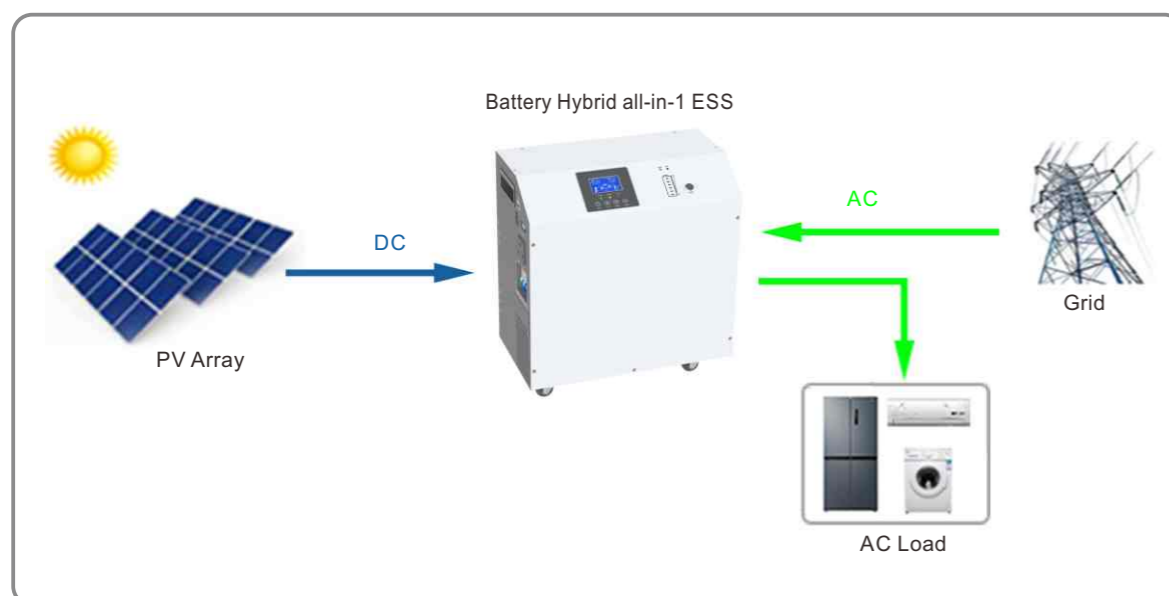 Battery Hybrid all-in-1 ESS
AC
DC
Grid
PV Array
AC Load